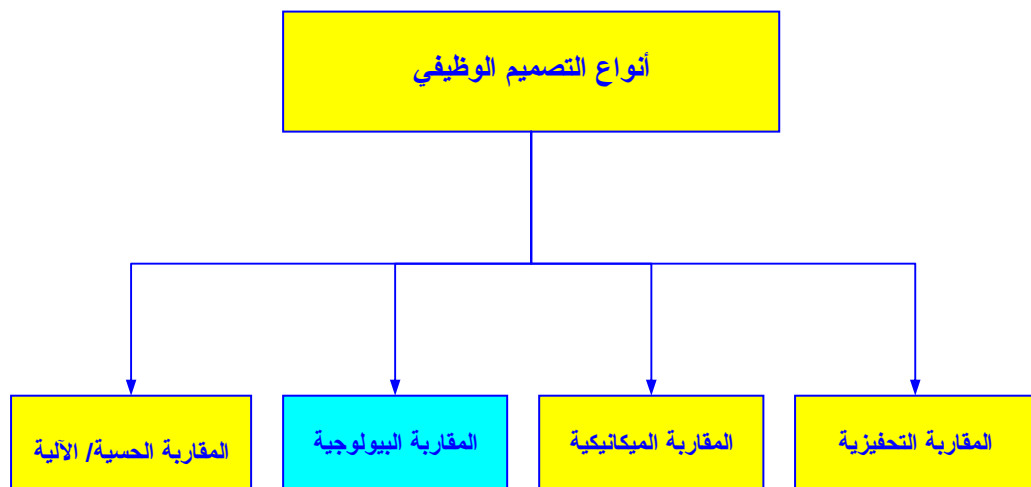 أنواع التصميم الوظيفي
المقاربة التحفيزية
المقاربة الميكانيكية
المقاربة البيولوجية
المقاربة الحسية/ الآلية